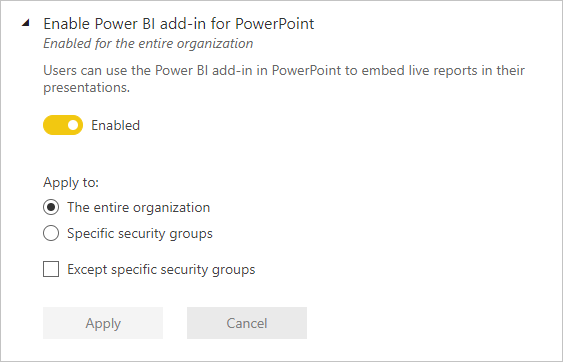 Enable Power BI add-in for PowerPoint
Enabled for the entire organization
Users can use the Power BI add-in in PowerPoint to embed live reports in their
presentations.
Enabled
Apply to:
The entire organization
Specific security groups
Except specific security groups
Apply
Cancel